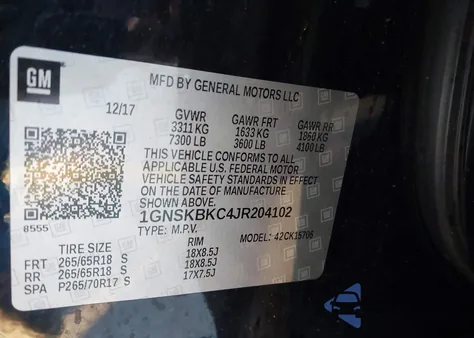 GM
MFD BY GENERAL MOTORS LLC
12/17
GVWR GAWR FRT GAWR RR
3311 KG 1633 KG 1860 KG
7300 LB 3600 LB 4100 LB
THIS VEHICLE CONFORMS TO ALL
APPLICABLE U.S. FEDERAL MOTOR
VEHICLE SAFETY STANDARDS IN EFFECT
ON THE DATE OF MANUFACTURE
SHOWN ABOVE.
1GNSKBKC4JR204102
8555
TYPE: M.P.V. MODEL: 42CK15706
TIRE SIZE RIM
FRT 265/65R18 S 18X8.5J
RR 265/65R18 S 18X8.5J
SPA P265/70R17 S 17X7.5J